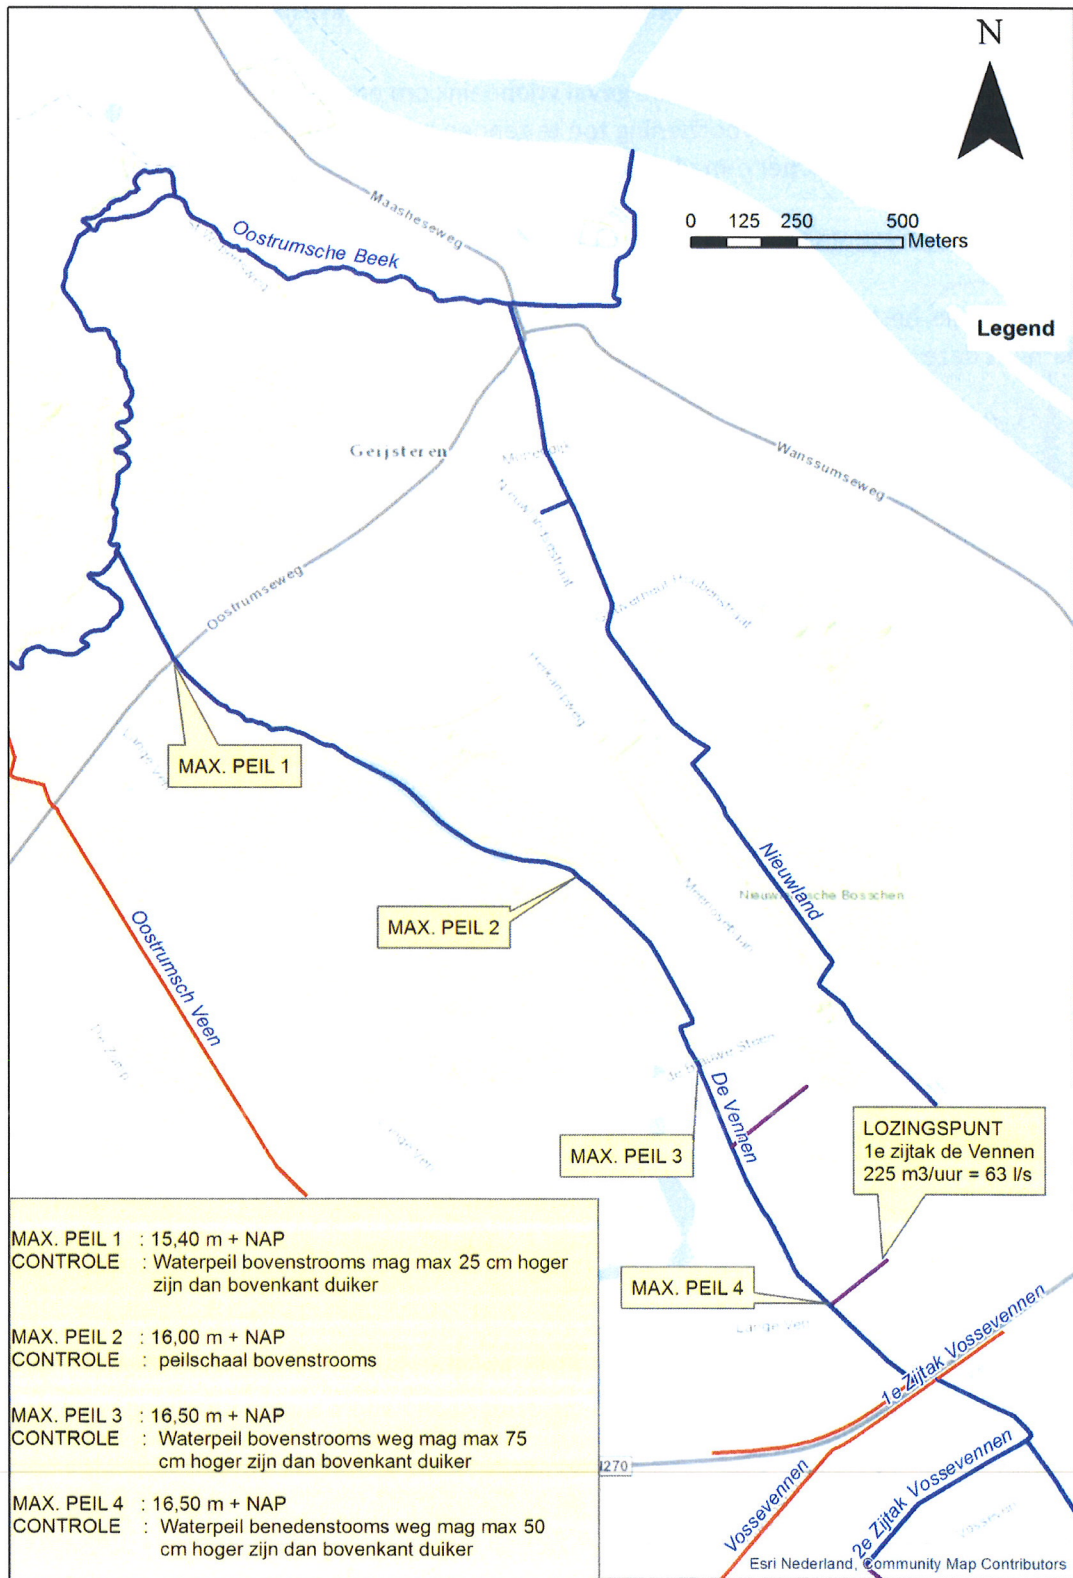 N
0 125 250 500
Meters
Legend
Maasheseweg
Oostrumsche Beek
Geijsteren
Wanssumseweg
Oostrumseweg
MAX. PEIL 1
MAX. PEIL 2
Nieuwland
Oostrumsch Veen
De Vennen
MAX. PEIL 3
LOZINGSPUNT
1e zijtak de Vennen
225 m3/uur = 63 l/s
MAX. PEIL 4
Lange Ven
1e Zijtak Vossevennen
Vossevennen
2e Zijtak Vossevennen
MAX. PEIL 1 : 15,40 m + NAP
CONTROLE : Waterpeil bovenstrooms mag max 25 cm hoger
zijn dan bovenkant duiker
MAX. PEIL 2 : 16,00 m + NAP
CONTROLE : peilschaal bovenstrooms
MAX. PEIL 3 : 16,50 m + NAP
CONTROLE : Waterpeil bovenstrooms weg mag max 75
cm hoger zijn dan bovenkant duiker
MAX. PEIL 4 : 16,50 m + NAP
CONTROLE : Waterpeil benedenstooms weg mag max 50
cm hoger zijn dan bovenkant duiker
Esri Nederland, Community Map Contributors